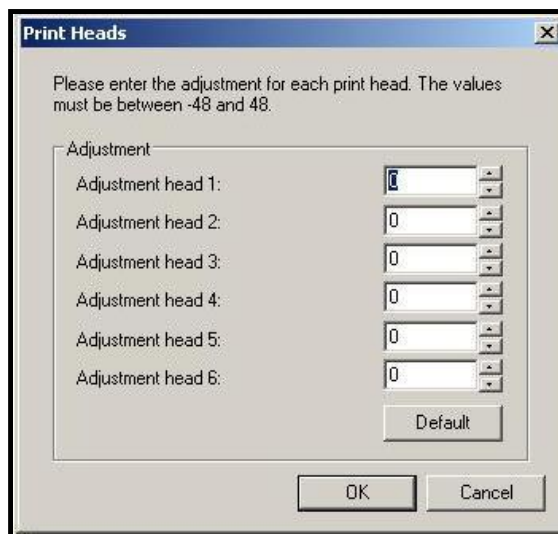 Print Heads
Please enter the adjustment for each print head. The values
must be between -48 and 48.
Adjustment
Adjustment head 1: 0
Adjustment head 2: 0
Adjustment head 3: 0
Adjustment head 4: 0
Adjustment head 5: 0
Adjustment head 6: 0
Default
OK Cancel